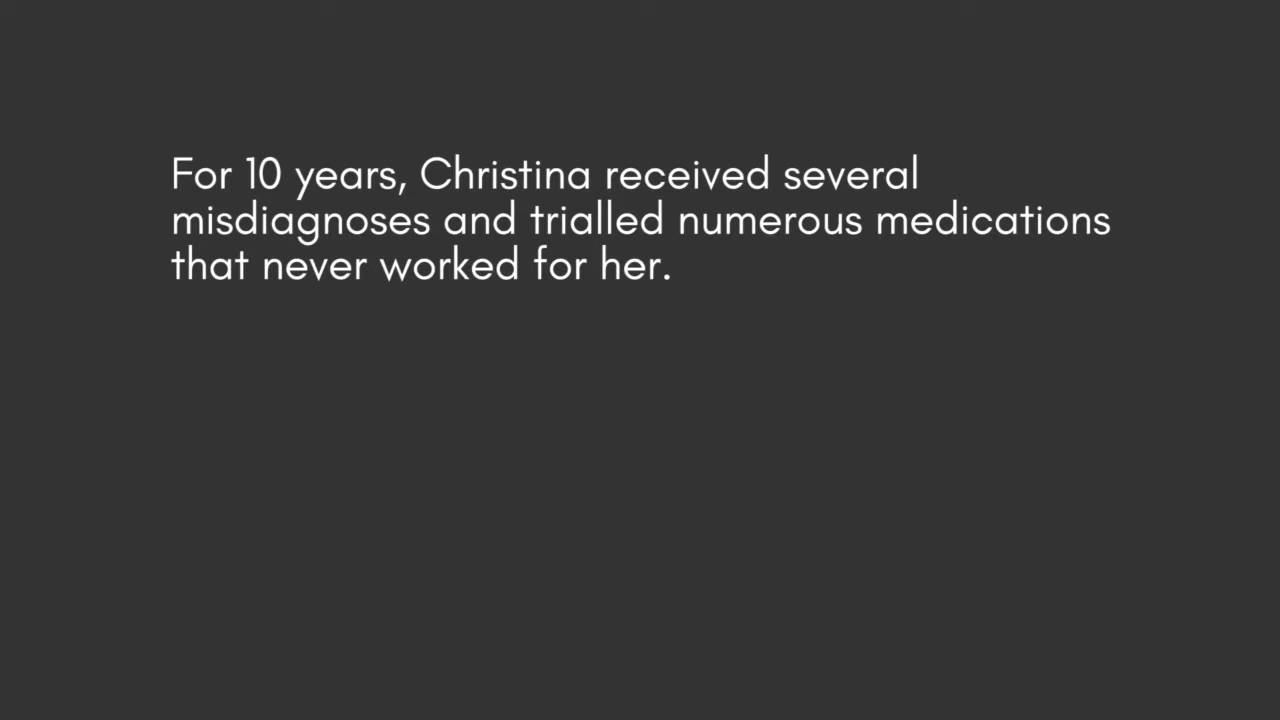 For 10 years, Christina received several
misdiagnoses and trialled numerous medications
that never worked for her.